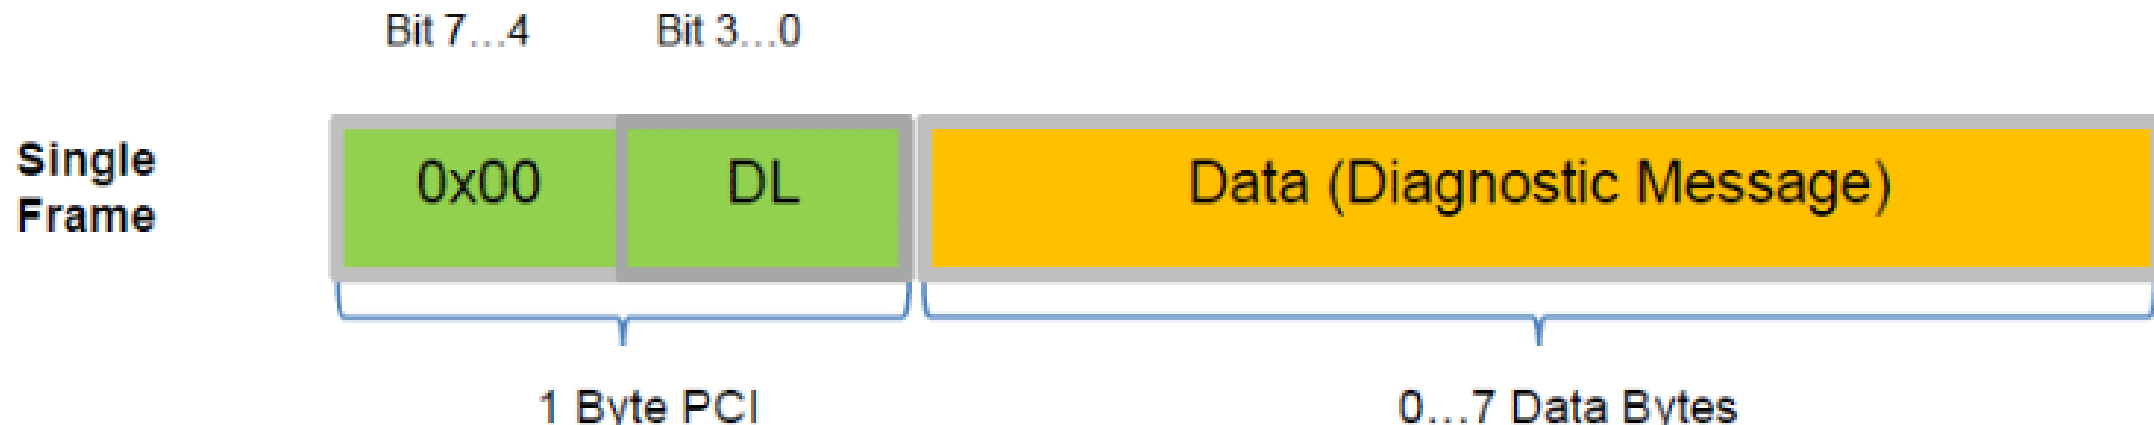 Bit 7...4 Bit 3...0
Single
Frame
0x00 DL Data (Diagnostic Message)
1 Byte PCI 0...7 Data Bytes